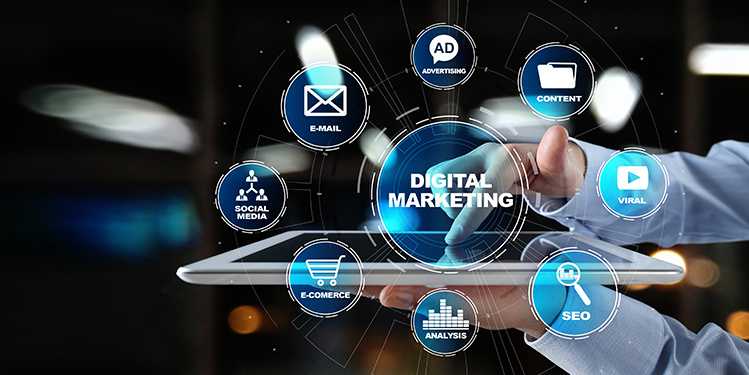 AD
ADVERTISING
CONTENT
E-MAIL
VIRAL
DIGITAL
MARKETING
SOCIAL
MEDIA
E-COMERCE
SEO
ANALYSIS